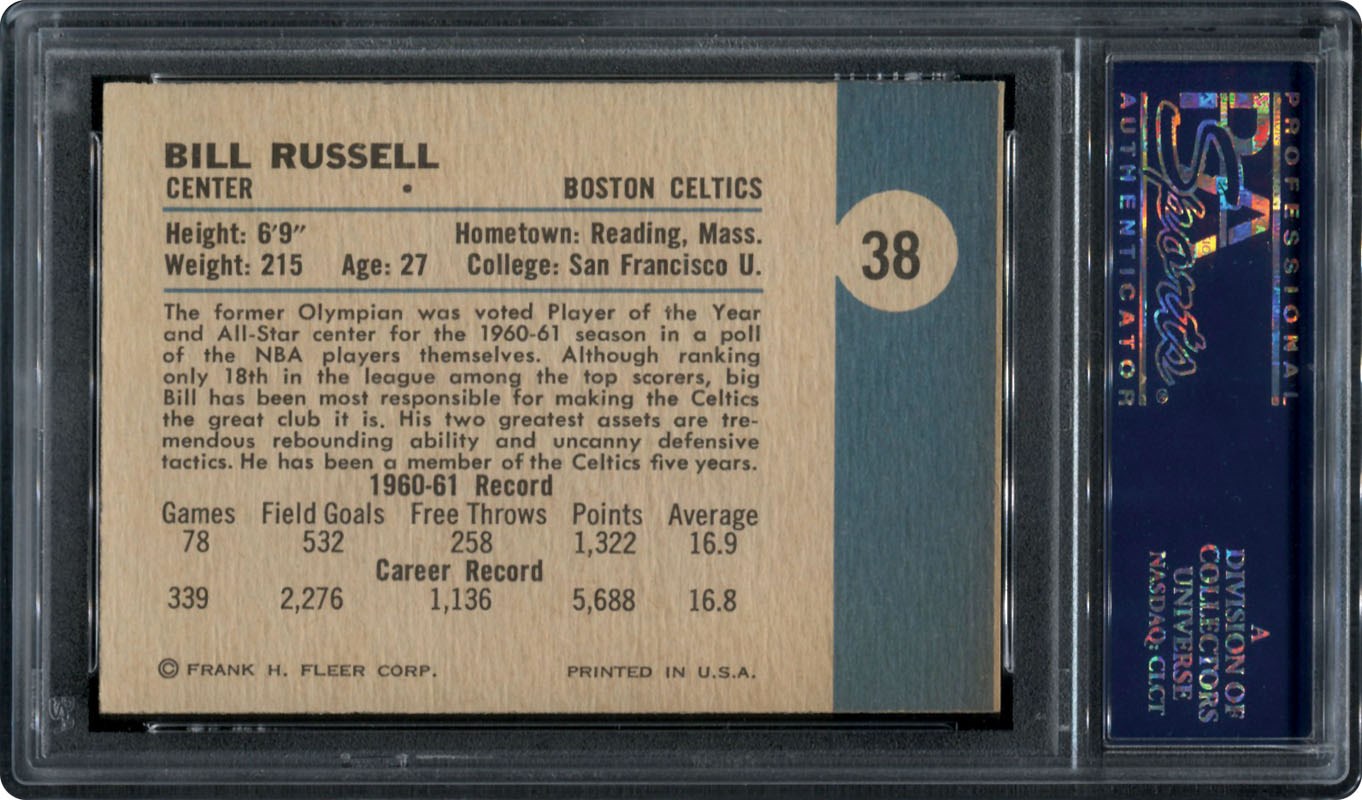 BILL RUSSELL
CENTER • BOSTON CELTICS
Height: 6'9" Hometown: Reading, Mass.
Weight: 215 Age: 27 College: San Francisco U.
38
The former Olympian was voted Player of the Year
and All-Star center for the 1960-61 season in a poll
of the NBA players themselves. Although ranking
only 18th in the league among the top scorers, big
Bill has been most responsible for making the Celtics
the great club it is. His two greatest assets are tre-
mendous rebounding ability and uncanny defensive
tactics. He has been a member of the Celtics five years.
1960-61 Record
Games Field Goals Free Throws Points Average
78 532 258 1,322 16.9
Career Record
339 2,276 1,136 5,688 16.8
© FRANK H. FLEER CORP. PRINTED IN U.S.A.
PROFESSIONAL
PSA
Sports
AUTHENTICATOR
®
A
DIVISION OF
COLLECTORS
UNIVERSE
NASDAQ: CLCT